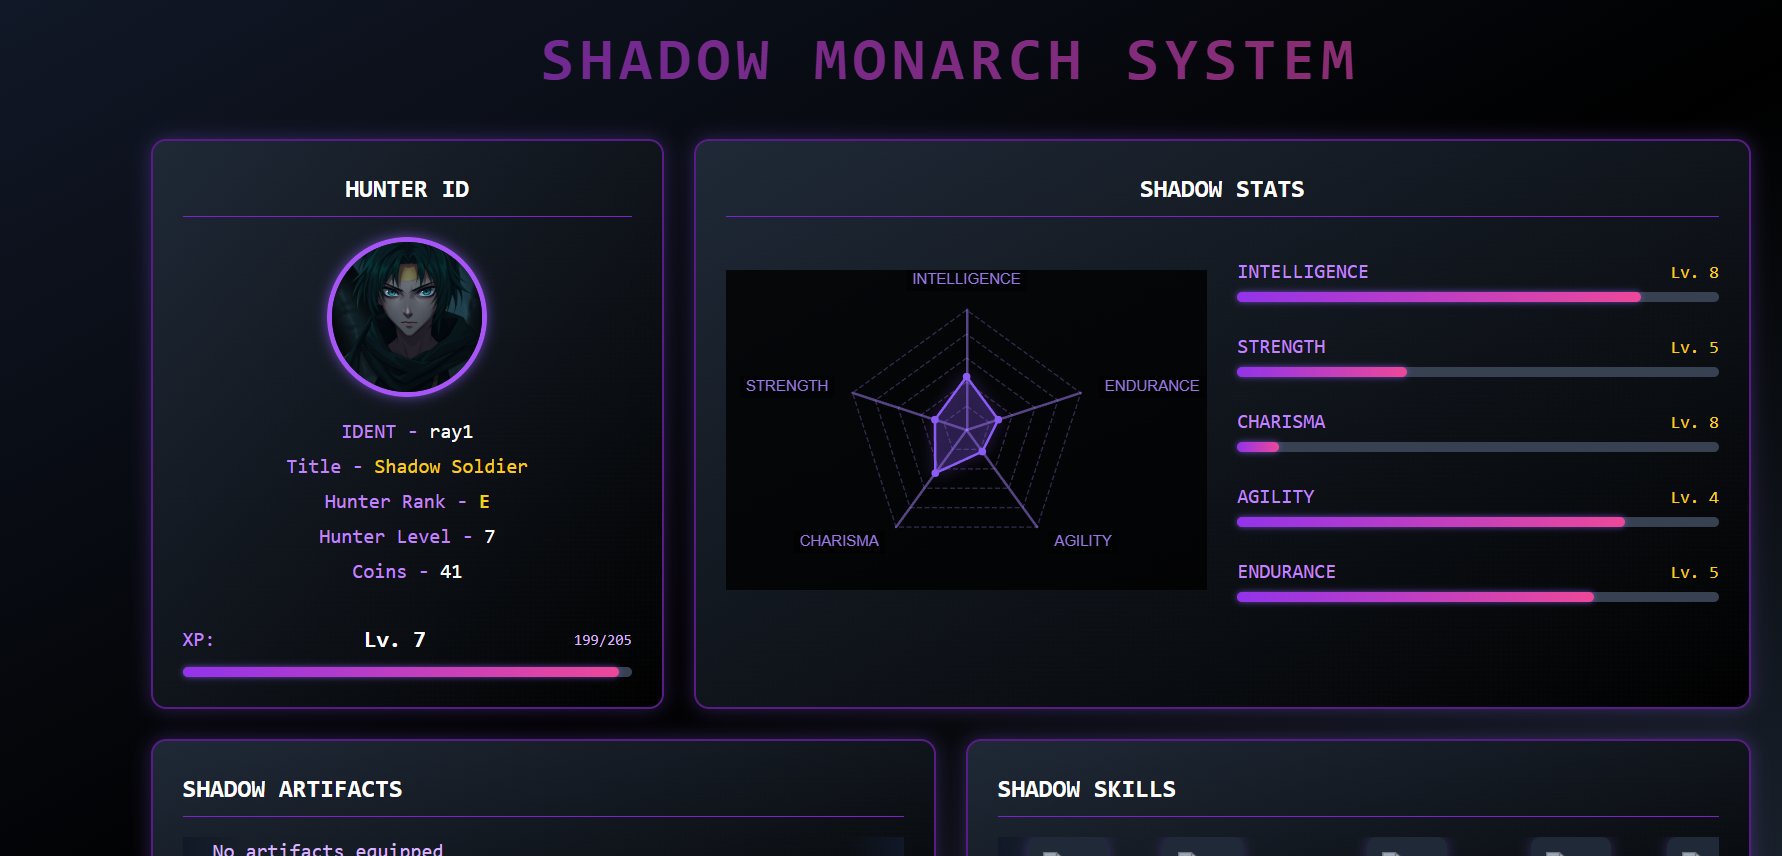 SHADOW MONARCH SYSTEM
HUNTER ID
IDENT - ray1
Title - Shadow Soldier
Hunter Rank - E
Hunter Level - 7
Coins - 41
XP: Lv. 7 199/205
SHADOW STATS
INTELLIGENCE
STRENGTH
ENDURANCE
CHARISMA
AGILITY
INTELLIGENCE Lv. 8
STRENGTH Lv. 5
CHARISMA Lv. 8
AGILITY Lv. 4
ENDURANCE Lv. 5
SHADOW ARTIFACTS
No artifacts equipped
SHADOW SKILLS